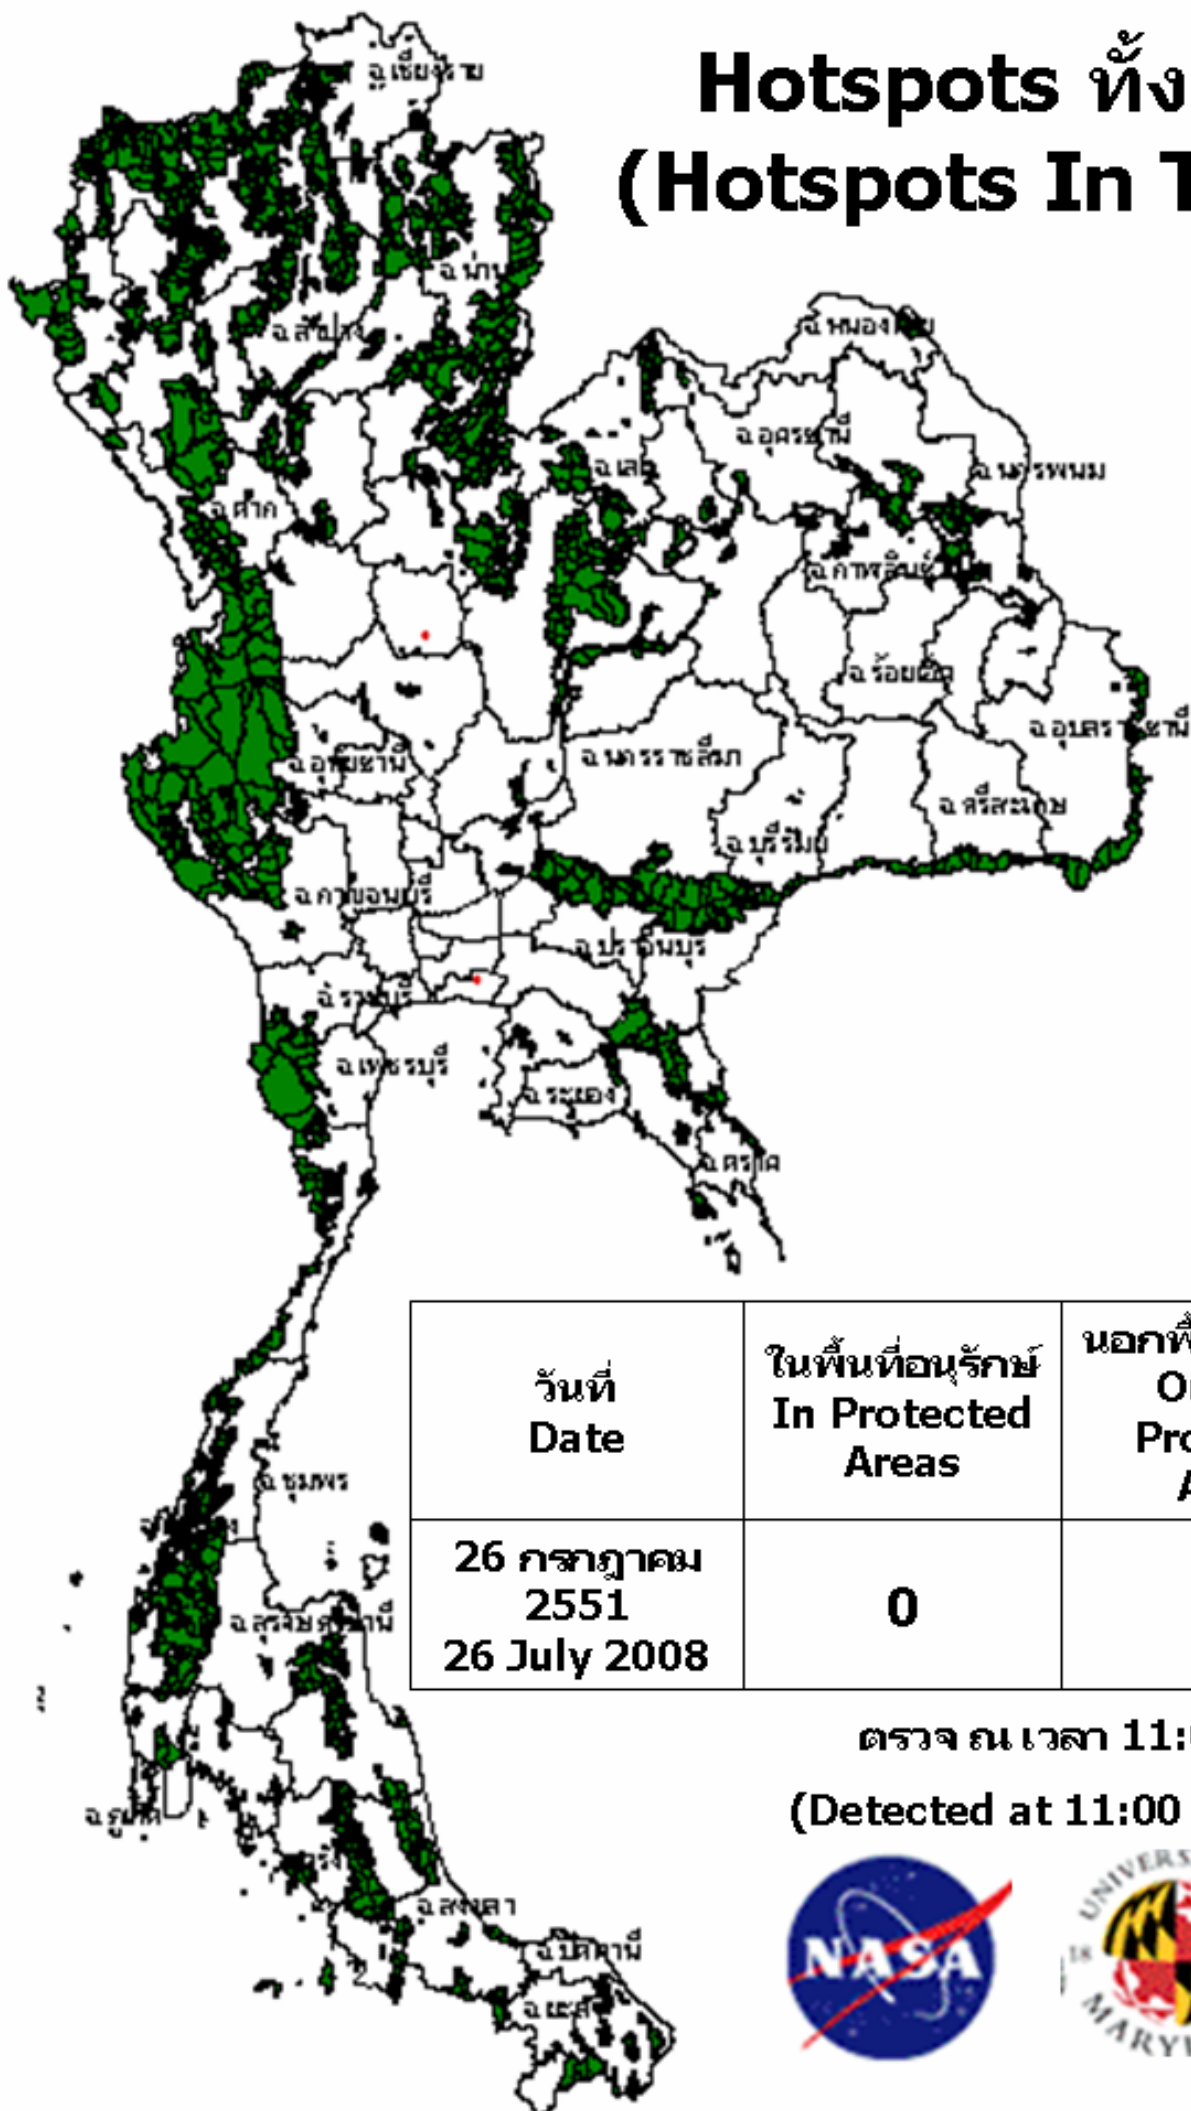 Hotspots ทั้ง
(Hotspots In T
จ.เชียงราย
จ.น่าน
จ.ลำปาง
จ.อุดรธานี
จ.เลย
จ.นครพนม
จ.ตาก
จ.กาฬสินธุ์
จ.ร้อยเอ็ด
จ.อุบลราชธานี
จ.นครราชสีมา
จ.อุทัยธานี
จ.ศรีสะเกษ
จ.บุรีรัมย์
จ.กาญจนบุรี
จ.ปราจีนบุรี
จ.ราชบุรี
จ.เพชรบุรี
จ.ระยอง
จ.ตราด
วันที่
Date
ในพื้นที่อนุรักษ์
In Protected
Areas
นอกพื้
26 กรกฎาคม
2551
26 July 2008
0
จ.ชุมพร
จ.สุราษฎร์ธานี
ตรวจ ณ เวลา 11:
(Detected at 11:00
จ.ภูเก็ต
จ.สงขลา
จ.ปัตตานี
จ.ยะลา
NASA
UNIVERS
18
MARY